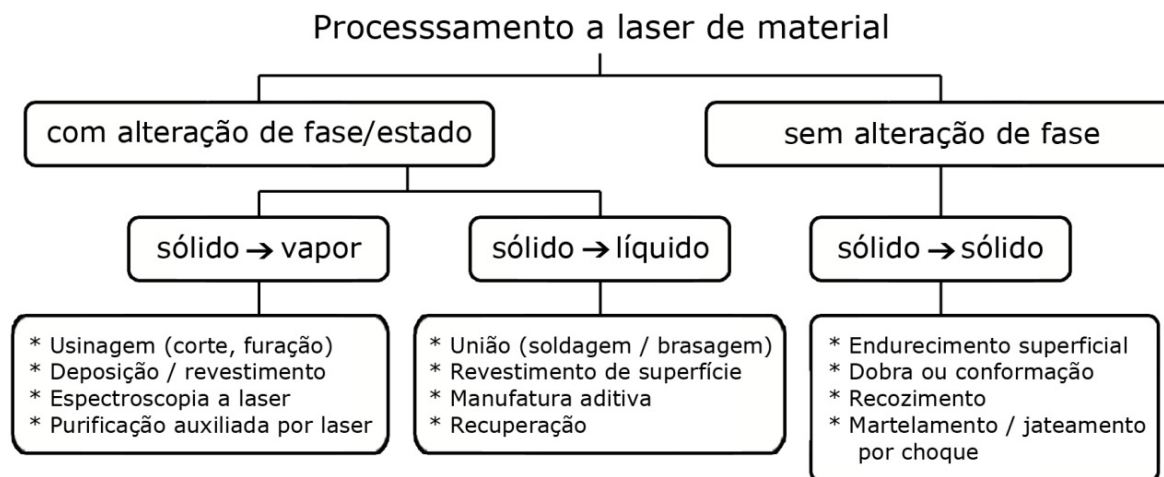 Processsamento a laser de material
com alteração de fase/estado
sem alteração de fase
sólido → vapor
sólido → líquido
sólido → sólido
* Usinagem (corte, furação)
* Deposição / revestimento
* Espectroscopia a laser
* Purificação auxiliada por laser
* União (soldagem / brasagem)
* Revestimento de superfície
* Manufatura aditiva
* Recuperação
* Endurecimento superficial
* Dobra ou conformação
* Recozimento
* Martelamento / jateamento
por choque